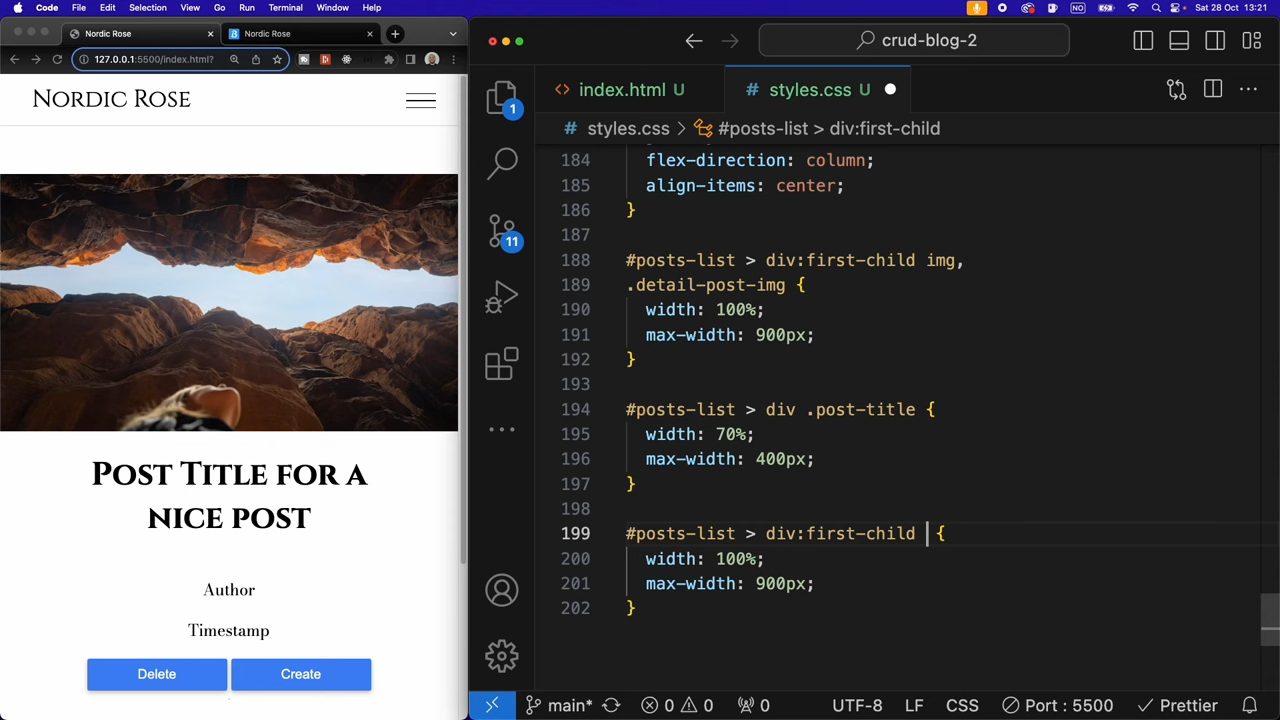 Code File Edit Selection View Go Run Terminal Window Help NO Sat 28 Oct 13:21
Nordic Rose Nordic Rose
127.0.0.1:5500/index.html?
Nordic Rose
Post Title for a
nice post
Author
Timestamp
Delete Create
crud-blog-2
index.html U # styles.css U
# styles.css > #posts-list > div:first-child
1
11
184 flex-direction: column;
185 align-items: center;
186 }
187
188 #posts-list > div:first-child img,
189 .detail-post-img {
190 width: 100%;
191 max-width: 900px;
192 }
193
194 #posts-list > div .post-title {
195 width: 70%;
196 max-width: 400px;
197 }
198
199 #posts-list > div:first-child {
200 width: 100%;
201 max-width: 900px;
202 }
main* 0 0 0 UTF-8 LF CSS Port : 5500 Prettier